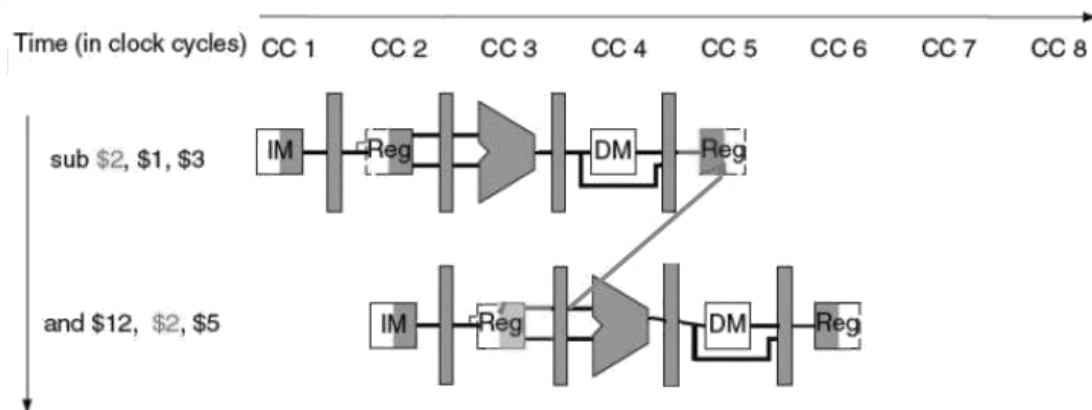 Time (in clock cycles) CC 1 CC 2 CC 3 CC 4 CC 5 CC 6 CC 7 CC 8
sub $2, $1, $3 IM Reg DM Reg
and $12, $2, $5 IM Reg DM Reg